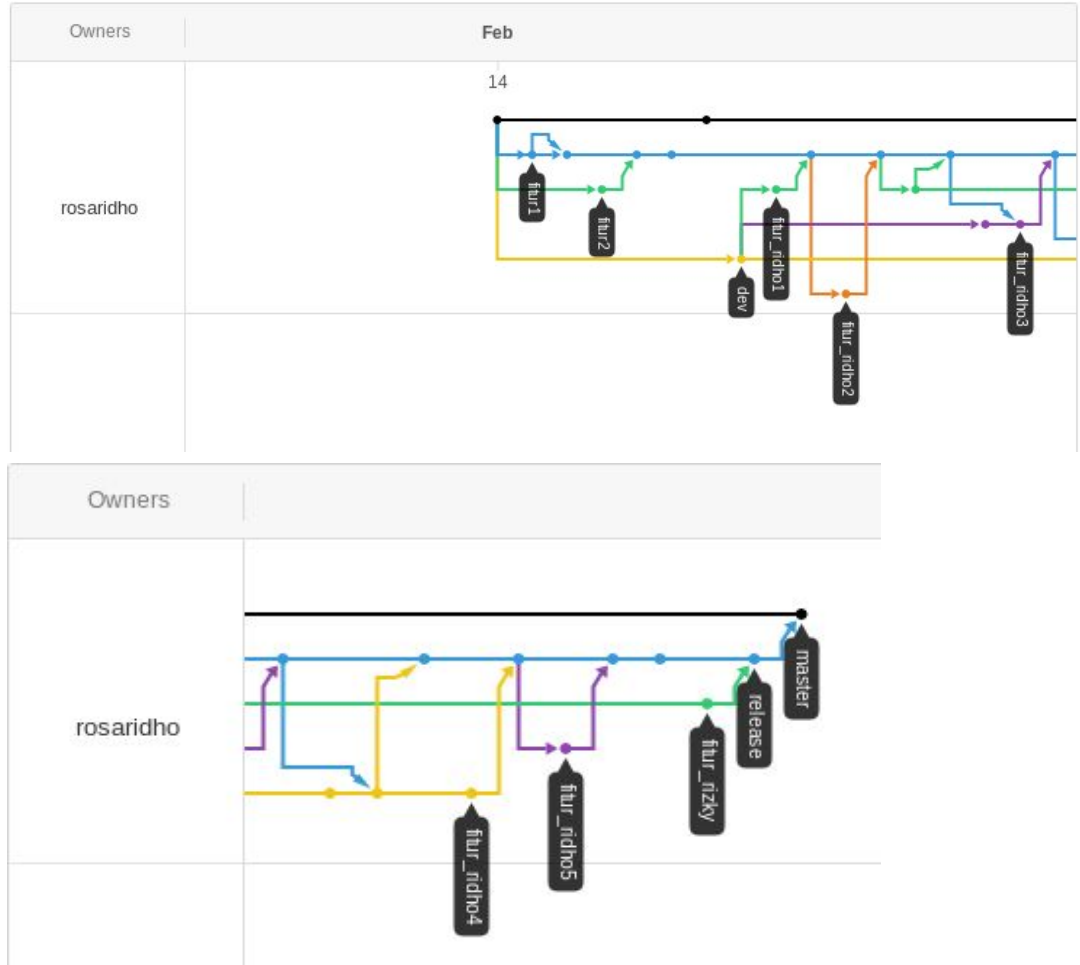 Owners
Feb
14
rosaridho
fitur1
fitur2
dev
fitur_ridho1
fitur_ridho2
fitur_ridho3
Owners
rosaridho
fitur_ridho4
fitur_ridho5
fitur_rizky
release
master